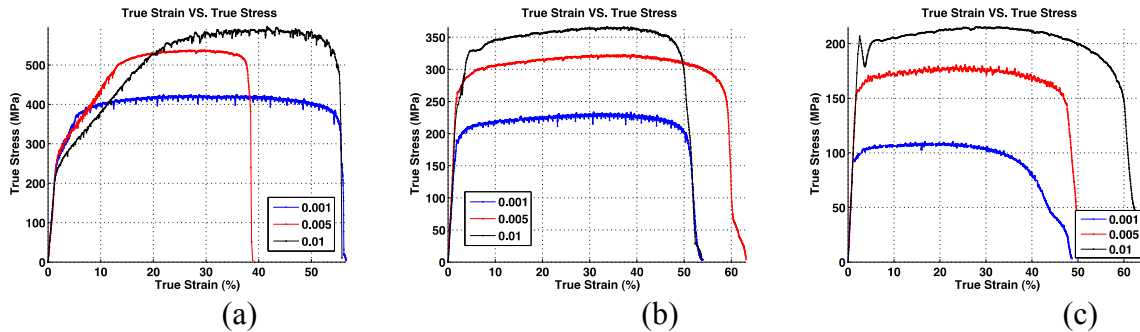 True Strain VS. True Stress
True Stress (MPa)
500
400
300
200
100
0
0 10 20 30 40 50
True Strain (%)
0.001
0.005
0.01
(a)
True Strain VS. True Stress
True Stress (MPa)
350
300
250
200
150
100
50
0
0 10 20 30 40 50 60
True Strain (%)
0.001
0.005
0.01
(b)
True Strain VS. True Stress
True Stress (MPa)
200
150
100
50
0
0 10 20 30 40 50 60
True Strain (%)
0.001
0.005
0.01
(c)